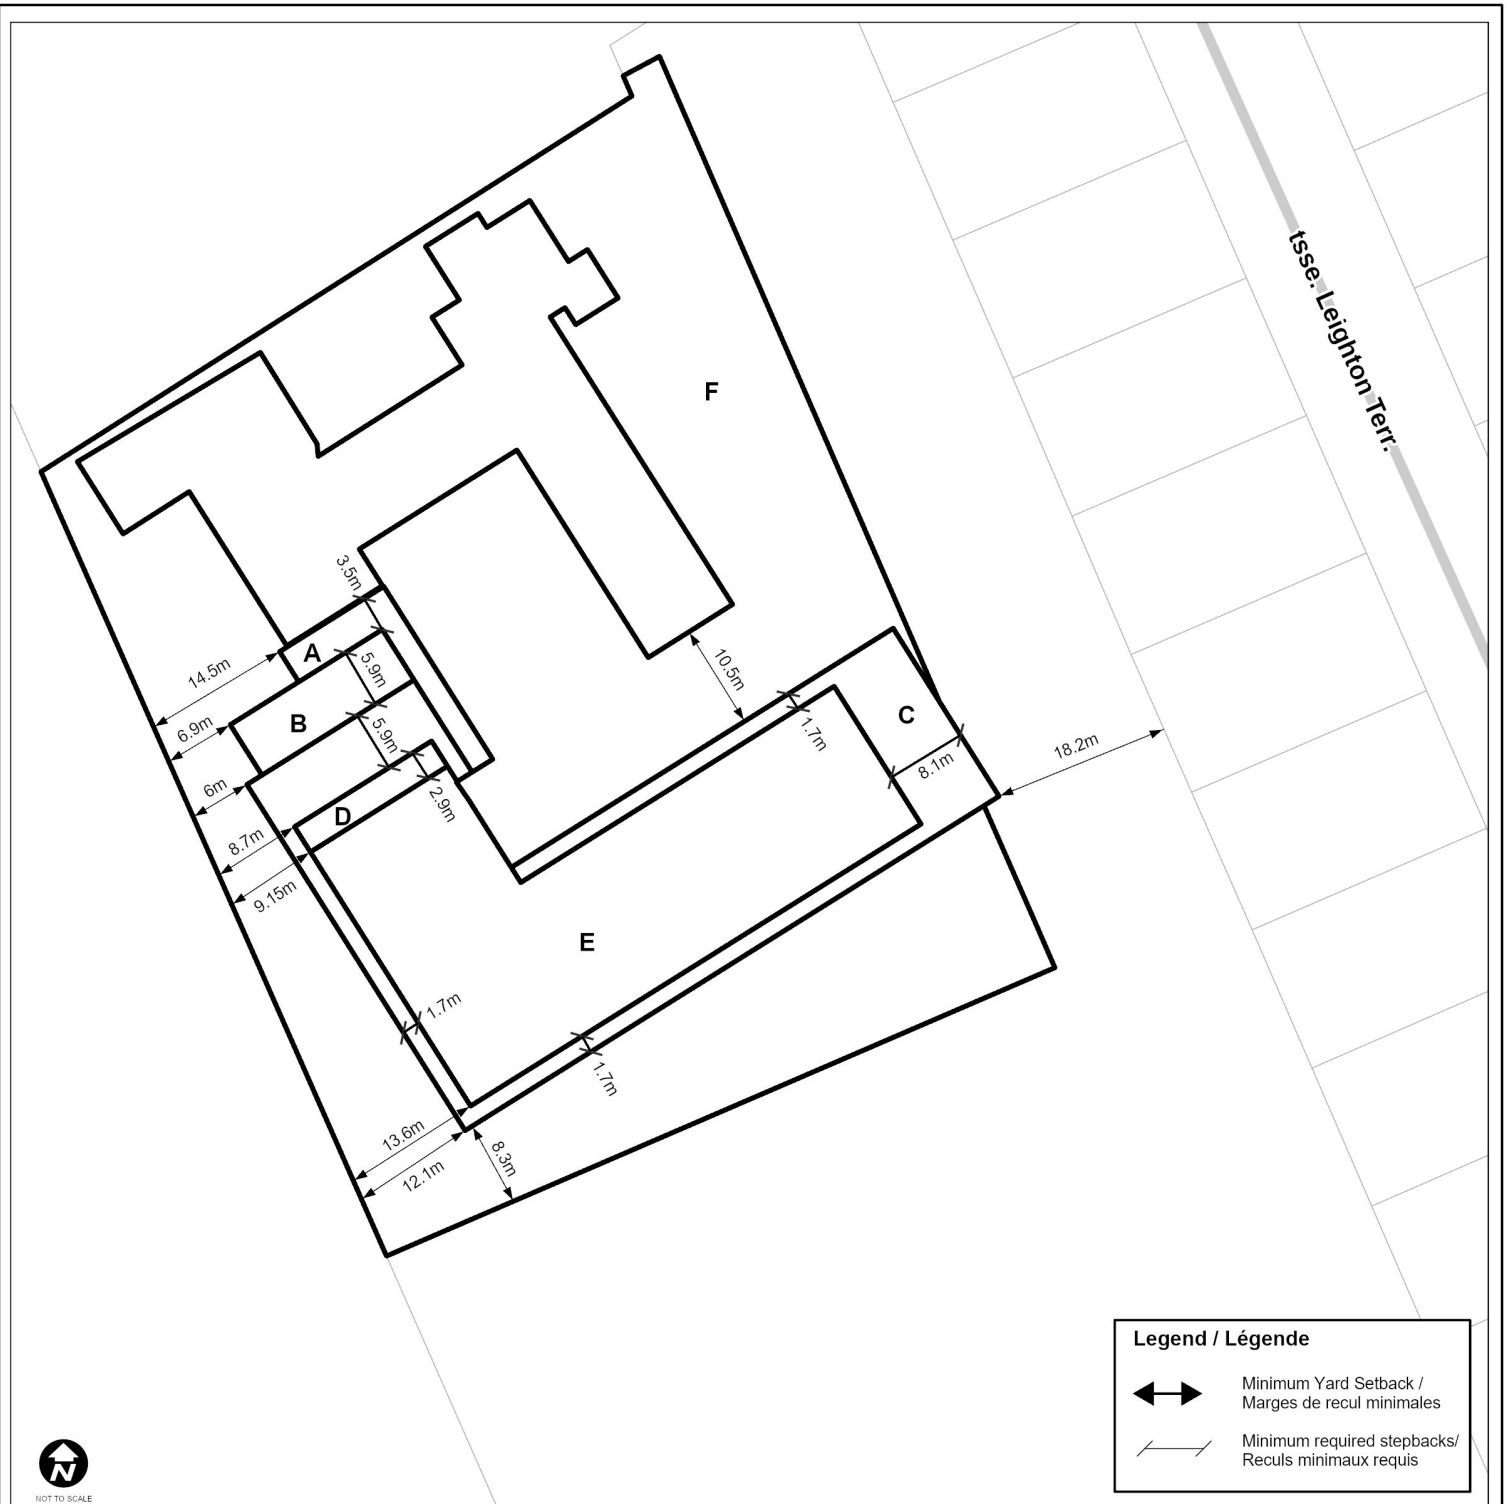 tsse. Leighton Terr.
F
3.5m
A
5.9m
14.5m
10.5m
6.9m
B
5.9m
C
1.7m
18.2m
8.1m
6m
2.9m
D
8.7m
9.15m
E
1.7m
1.7m
13.6m
12.1m
8.3m
Legend / Légende
Minimum Yard Setback /
Marges de recul minimales
Minimum required stepbacks/
Reculs minimaux requis
N
NOT TO SCALE